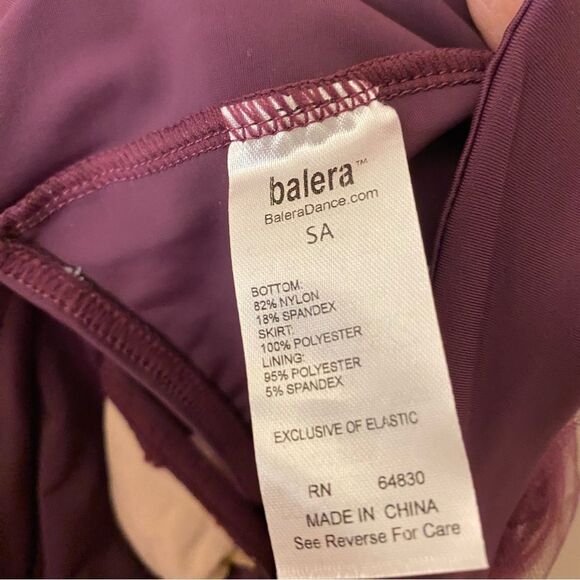 balera™
BaleraDance.com
SA
BOTTOM:
82% NYLON
18% SPANDEX
SKIRT:
100% POLYESTER
LINING:
95% POLYESTER
5% SPANDEX
EXCLUSIVE OF ELASTIC
RN 64830
MADE IN CHINA
See Reverse For Care